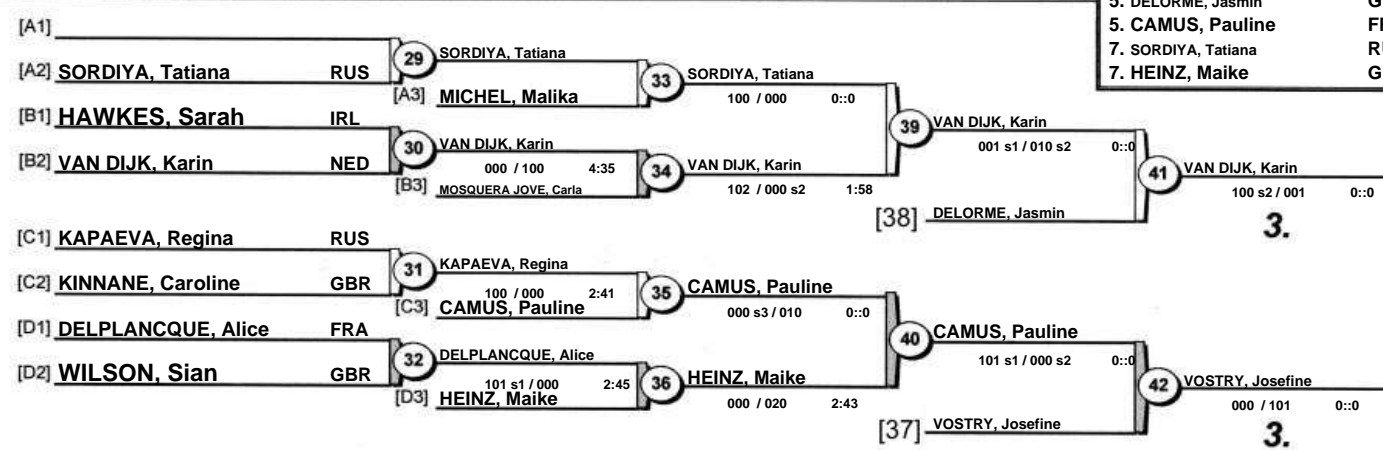 5. DELORME, Jasmin G
5. CAMUS, Pauline F
7. SORDIYA, Tatiana RU
7. HEINZ, Maike G
[A1]
[A2] SORDIYA, Tatiana RUS
29
SORDIYA, Tatiana
[A3] MICHEL, Malika
33
SORDIYA, Tatiana
100 / 000 0::0
[B1] HAWKES, Sarah IRL
[B2] VAN DIJK, Karin NED
30
VAN DIJK, Karin
000 / 100 4:35
[B3] MOSQUERA JOVE, Carla
34
VAN DIJK, Karin
102 / 000 s2 1:58
39
VAN DIJK, Karin
001 s1 / 010 s2 0::0
[38] DELORME, Jasmin
41
VAN DIJK, Karin
100 s2 / 001 0::0
3.
[C1] KAPAEVA, Regina RUS
[C2] KINNANE, Caroline GBR
31
KAPAEVA, Regina
100 / 000 2:41
[C3] CAMUS, Pauline
35
CAMUS, Pauline
000 s3 / 010 0::0
[D1] DELPLANCQUE, Alice FRA
[D2] WILSON, Sian GBR
32
DELPLANCQUE, Alice
101 s1 / 000 2:45
[D3] HEINZ, Maike
36
HEINZ, Maike
000 / 020 2:43
40
CAMUS, Pauline
101 s1 / 000 s2 0::0
[37] VOSTRY, Josefine
42
VOSTRY, Josefine
000 / 101 0::0
3.